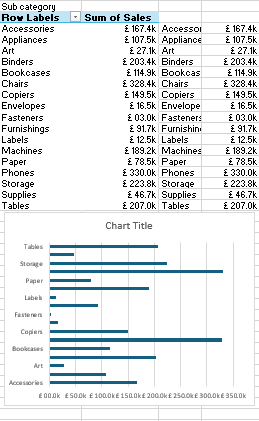 Sub category
Row Labels Sum of Sales
Accessories £ 167.4k Accessor £ 167.4k
Appliances £ 107.5k Appliance £ 107.5k
Art £ 27.1k Art £ 27.1k
Binders £ 203.4k Binders £ 203.4k
Bookcases £ 114.9k Bookcas £ 114.9k
Chairs £ 328.4k Chairs £ 328.4k
Copiers £ 149.5k Copiers £ 149.5k
Envelopes £ 16.5k Envelope £ 16.5k
Fasteners £ 03.0k Fasteners £ 03.0k
Furnishings £ 91.7k Furnishin £ 91.7k
Labels £ 12.5k Labels £ 12.5k
Machines £ 189.2k Machines £ 189.2k
Paper £ 78.5k Paper £ 78.5k
Phones £ 330.0k Phones £ 330.0k
Storage £ 223.8k Storage £ 223.8k
Supplies £ 46.7k Supplies £ 46.7k
Tables £ 207.0k Tables £ 207.0k
Chart Title
Tables
Storage
Paper
Labels
Fasteners
Copiers
Bookcases
Art
Accessories
£ 00.0k £ 50.0k £ 100.0k £ 150.0k £ 200.0k £ 250.0k £ 300.0k £ 350.0k